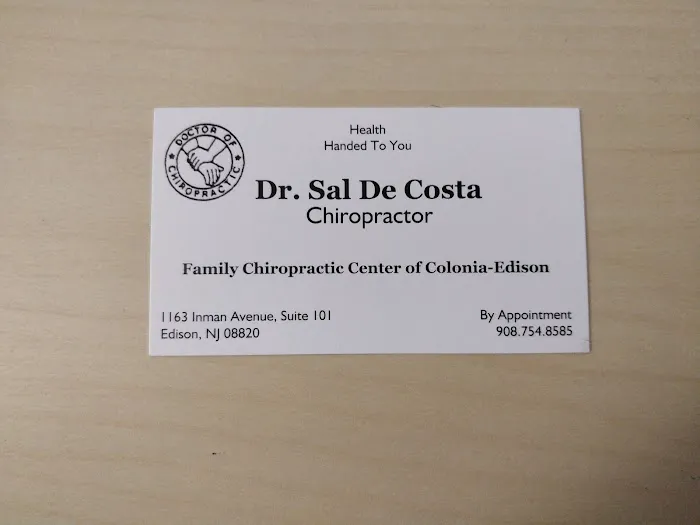 DOCTOR OF
CHIROPRACTIC
Health
Handed To You
Dr. Sal De Costa
Chiropractor
Family Chiropractic Center of Colonia-Edison
1163 Inman Avenue, Suite 101
Edison, NJ 08820
By Appointment
908.754.8585